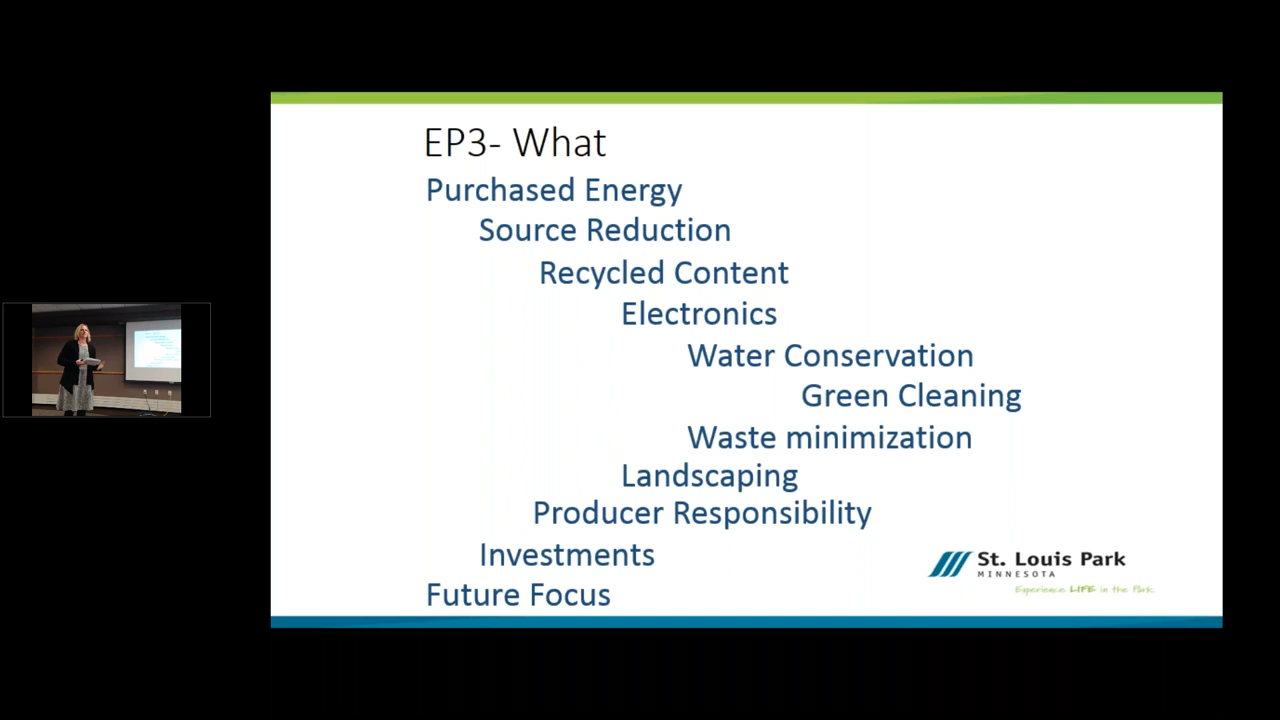 EP3- What
Purchased Energy
Source Reduction
Recycled Content
Electronics
Water Conservation
Green Cleaning
Waste minimization
Landscaping
Producer Responsibility
Investments
Future Focus
St. Louis Park
MINNESOTA
Experience LIFE in the Park.